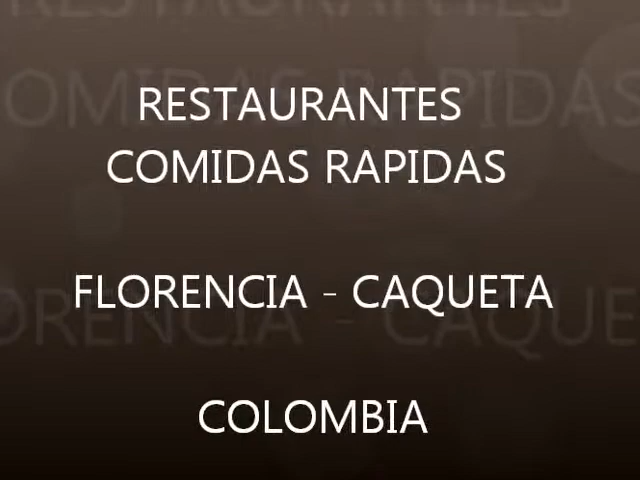 RESTAURANTES
COMIDAS RAPIDAS
FLORENCIA - CAQUETA
COLOMBIA